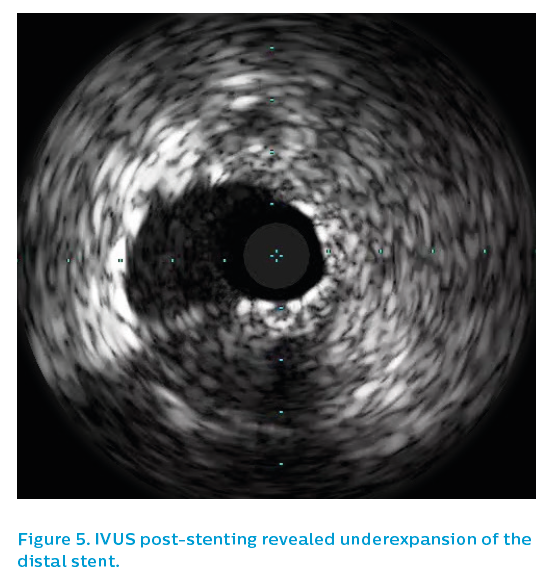 Figure 5. IVUS post-stenting revealed underexpansion of the
distal stent.